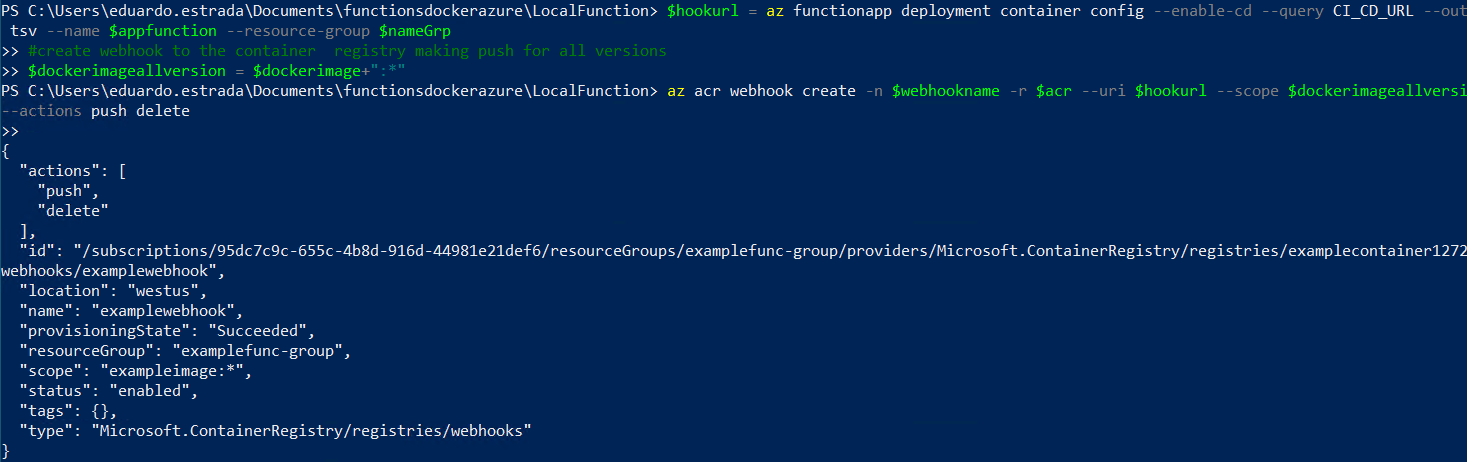 PS C:\Users\eduardo.estrada\Documents\functionsdockerazure\LocalFunction> $hookurl = az functionapp deployment container config --enable-cd --query CI_CD_URL --out
tsv --name $appfunction --resource-group $nameGrp
>> #create webhook to the container  registry making push for all versions
>> $dockerimageallversion = $dockerimage+":*"
PS C:\Users\eduardo.estrada\Documents\functionsdockerazure\LocalFunction> az acr webhook create -n $webhookname -r $acr --uri $hookurl --scope $dockerimageallversi
--actions push delete
>>
{
  "actions": [
    "push",
    "delete"
  ],
  "id": "/subscriptions/95dc7c9c-655c-4b8d-916d-44981e21def6/resourceGroups/examplefunc-group/providers/Microsoft.ContainerRegistry/registries/examplecontainer1272
webhooks/examplewebhook",
  "location": "westus",
  "name": "examplewebhook",
  "provisioningState": "Succeeded",
  "resourceGroup": "examplefunc-group",
  "scope": "exampleimage:*",
  "status": "enabled",
  "tags": {},
  "type": "Microsoft.ContainerRegistry/registries/webhooks"
}